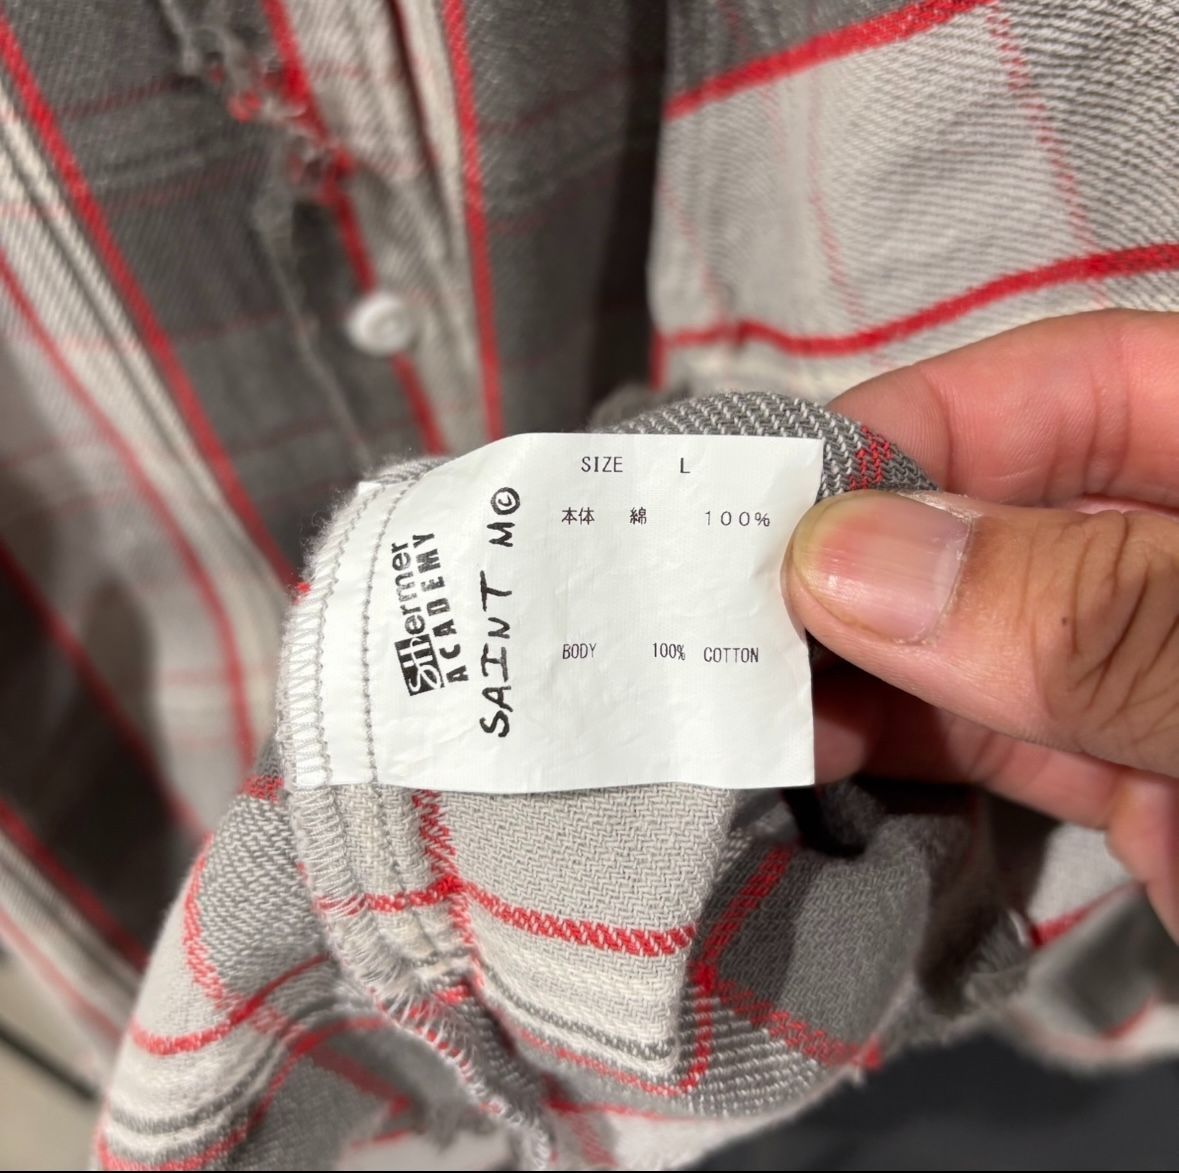 SIZE L
本体 綿 100%
BODY 100% COTTON
Shermer
ACADEMY
SAINT M©